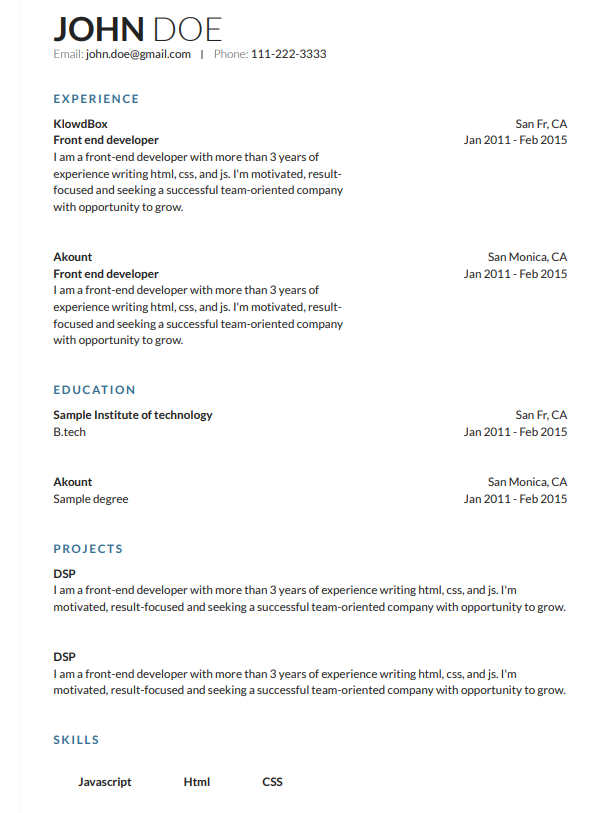 JOHN DOE
Email: john.doe@gmail.com | Phone: 111-222-3333
EXPERIENCE
KlowdBox San Fr, CA
Front end developer Jan 2011 - Feb 2015
I am a front-end developer with more than 3 years of
experience writing html, css, and js. I'm motivated, result-
focused and seeking a successful team-oriented company
with opportunity to grow.
Akount San Monica, CA
Front end developer Jan 2011 - Feb 2015
I am a front-end developer with more than 3 years of
experience writing html, css, and js. I'm motivated, result-
focused and seeking a successful team-oriented company
with opportunity to grow.
EDUCATION
Sample Institute of technology San Fr, CA
B.tech Jan 2011 - Feb 2015
Akount San Monica, CA
Sample degree Jan 2011 - Feb 2015
PROJECTS
DSP
I am a front-end developer with more than 3 years of experience writing html, css, and js. I'm
motivated, result-focused and seeking a successful team-oriented company with opportunity to grow.
DSP
I am a front-end developer with more than 3 years of experience writing html, css, and js. I'm
motivated, result-focused and seeking a successful team-oriented company with opportunity to grow.
SKILLS
Javascript Html CSS